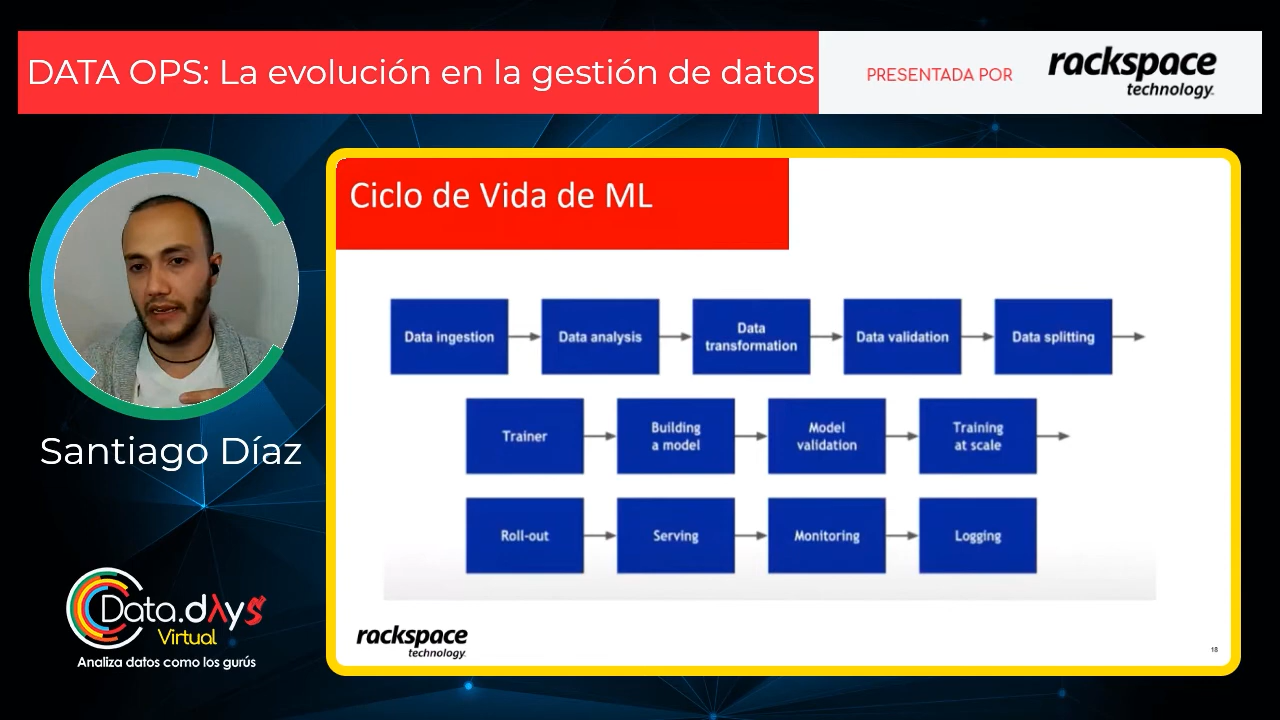 DATA OPS: La evolución en la gestión de datos
PRESENTADA POR
rackspace
technology.
Ciclo de Vida de ML
Data ingestion
Data analysis
Data
transformation
Data validation
Data splitting
Trainer
Building
a model
Model
validation
Training
at scale
Roll-out
Serving
Monitoring
Logging
rackspace
technology.
18
Santiago Díaz
Data.dλys
Virtual
Analiza datos como los gurús